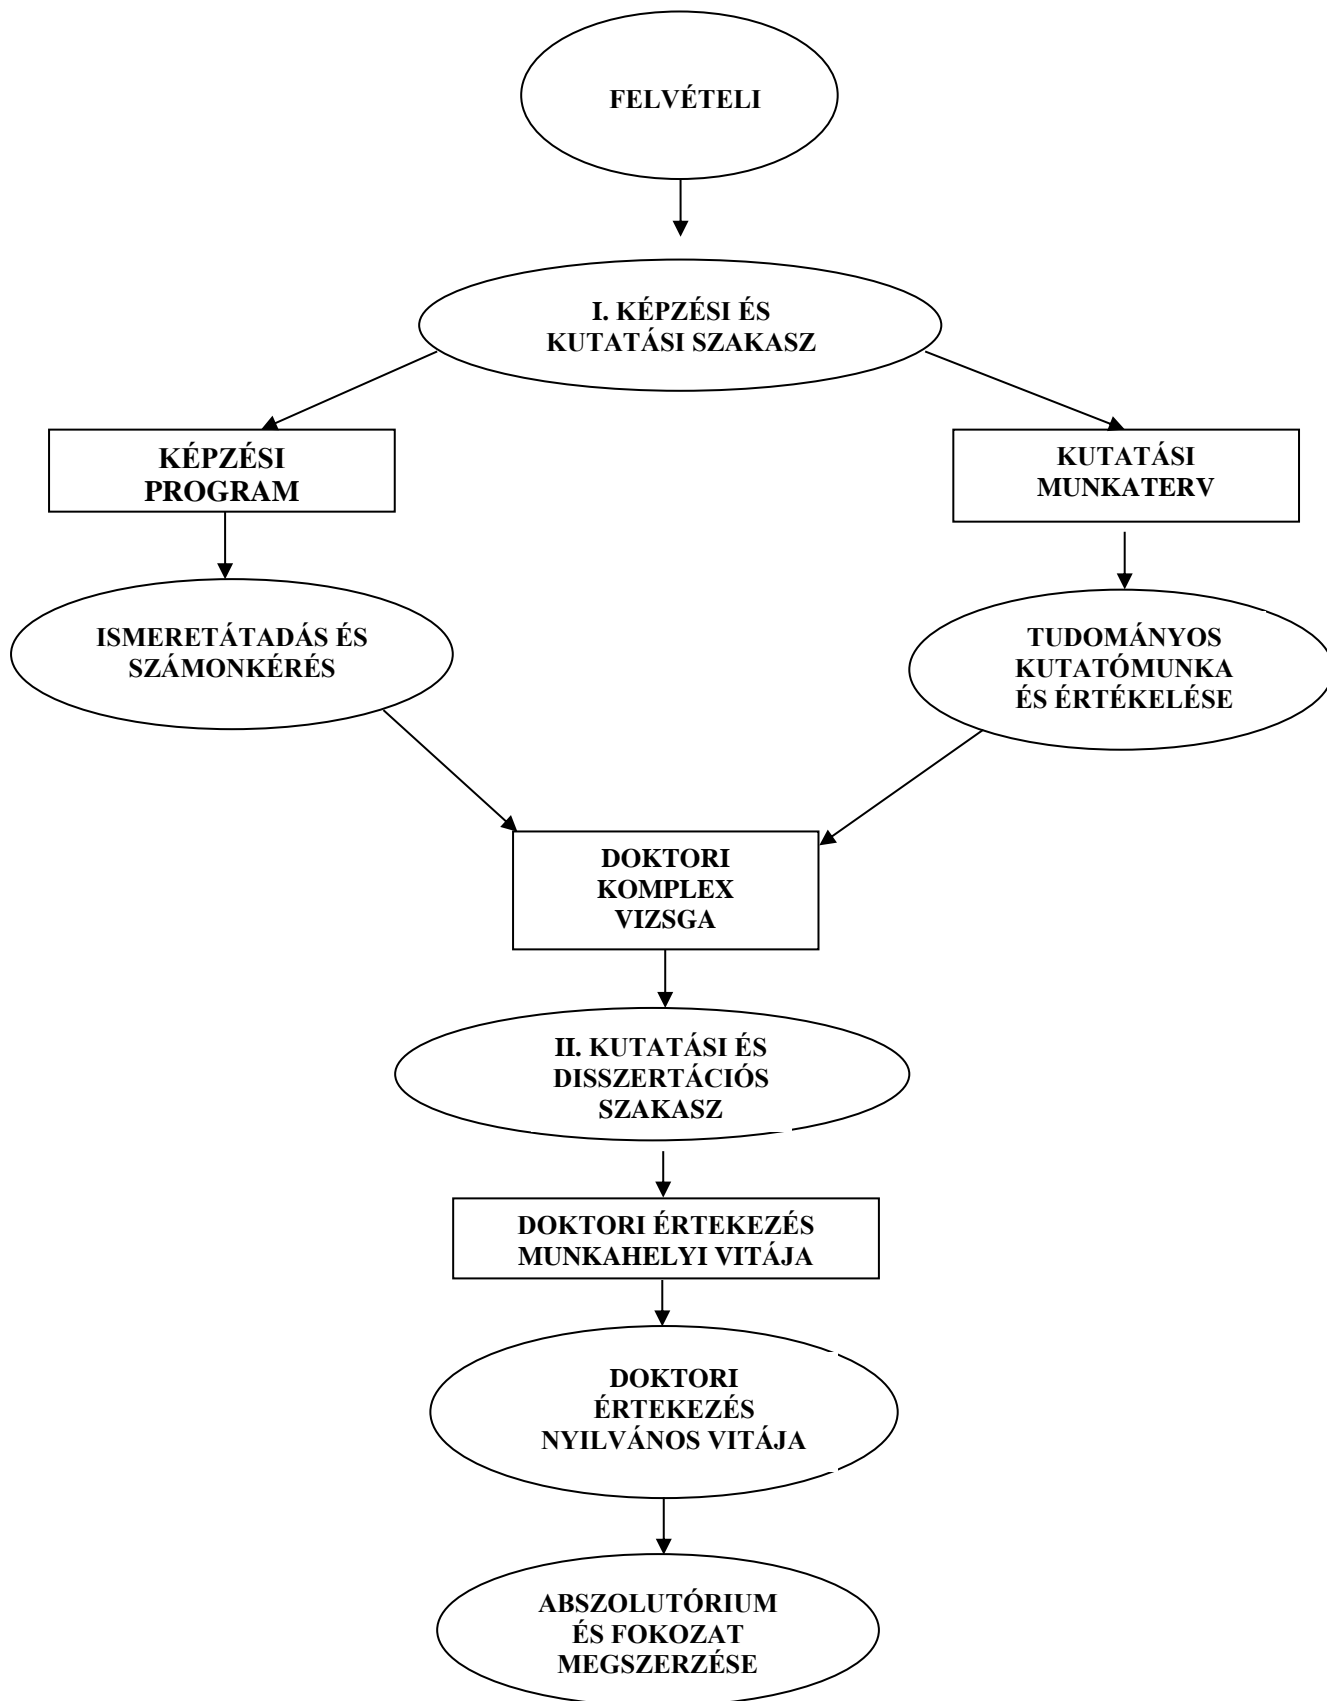 FELVÉTELI
I. KÉPZÉSI ÉS
KUTATÁSI SZAKASZ
KÉPZÉSI
PROGRAM
KUTATÁSI
MUNKATERV
ISMERETÁTADÁS ÉS
SZÁMONKÉRÉS
TUDOMÁNYOS
KUTATÓMUNKA
ÉS ÉRTÉKELÉSE
DOKTORI
KOMPLEX
VIZSGA
II. KUTATÁSI ÉS
DISSZERTÁCIÓS
SZAKASZ
DOKTORI ÉRTEKEZÉS
MUNKAHELYI VITÁJA
DOKTORI
ÉRTEKEZÉS
NYILVÁNOS VITÁJA
ABSZOLUTÓRIUM
ÉS FOKOZAT
MEGSZERZÉSE